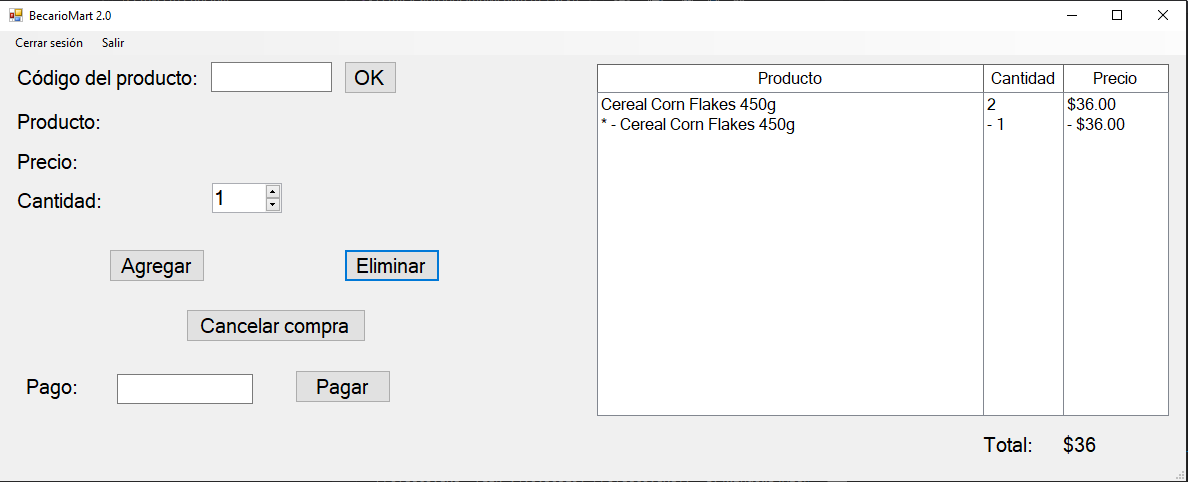 BecarioMart 2.0
Cerrar sesión Salir
Código del producto: OK
Producto:
Precio:
Cantidad: 1
Agregar Eliminar
Cancelar compra
Pago: Pagar
Producto Cantidad Precio
Cereal Corn Flakes 450g 2 $36.00
* - Cereal Corn Flakes 450g - 1 - $36.00
Total: $36